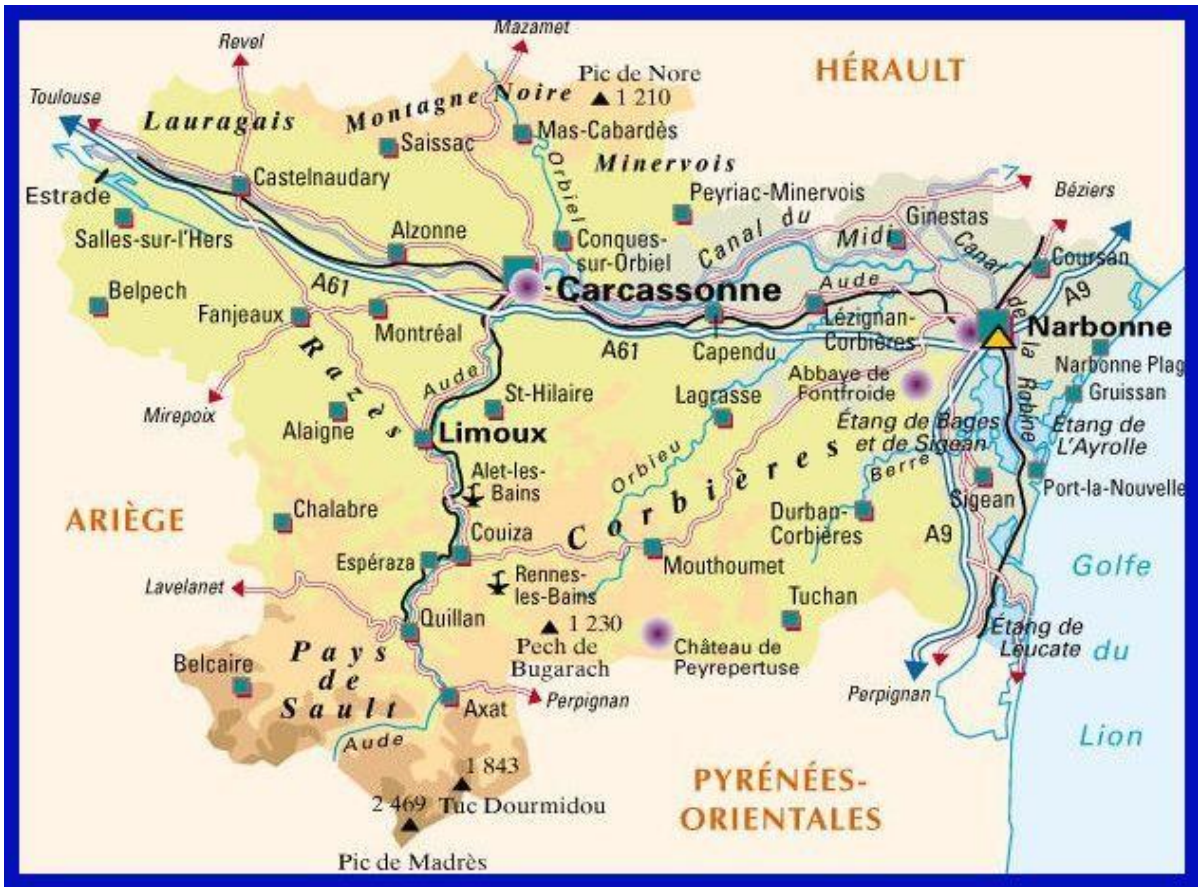 Mazamet
Revel
Pic de Nore
1 210
HÉRAULT
Toulouse
Lauragais
Montagne Noire
Mas-Cabardès
Saissac
Orbiel
Minervois
Castelnaudary
Estrade
Peyriac-Minervois
Béziers
Salles-sur-l'Hers
Alzonne
Conques-
sur-Orbiel
Canal du
Midi
Ginestas
Canal
de
la Robine
Coursan
Belpech
A61
Carcassonne
Aude
A9
Fanjeaux
Montréal
A61
Capendu
Lézignan-
Corbières
Narbonne
Narbonne Plag
Razès
Aude
Abbaye de
Fontfroide
Mirepoix
St-Hilaire
Lagrasse
Gruissan
Alaigne
Limoux
Étang de Bages
et de Sigean
Étang de
L'Ayrolle
Orbieu
Berre
Alet-les-
Bains
Corbières
Sigean
Port-la-Nouvelle
ARIÈGE
Chalabre
Couiza
Durban-
Corbières
A9
Espéraza
Mouthoumet
Golfe
Lavelanet
Rennes-
les-Bains
Tuchan
Quillan
1 230
Pech de
Bugarach
Château de
Peyrepertuse
Étang de
Leucate
du
Belcaire
Pays
de
Sault
Axat
Perpignan
Perpignan
Lion
Aude
1 843
Tuc Dourmidou
2 469
Pic de Madrès
PYRÉNÉES-
ORIENTALES